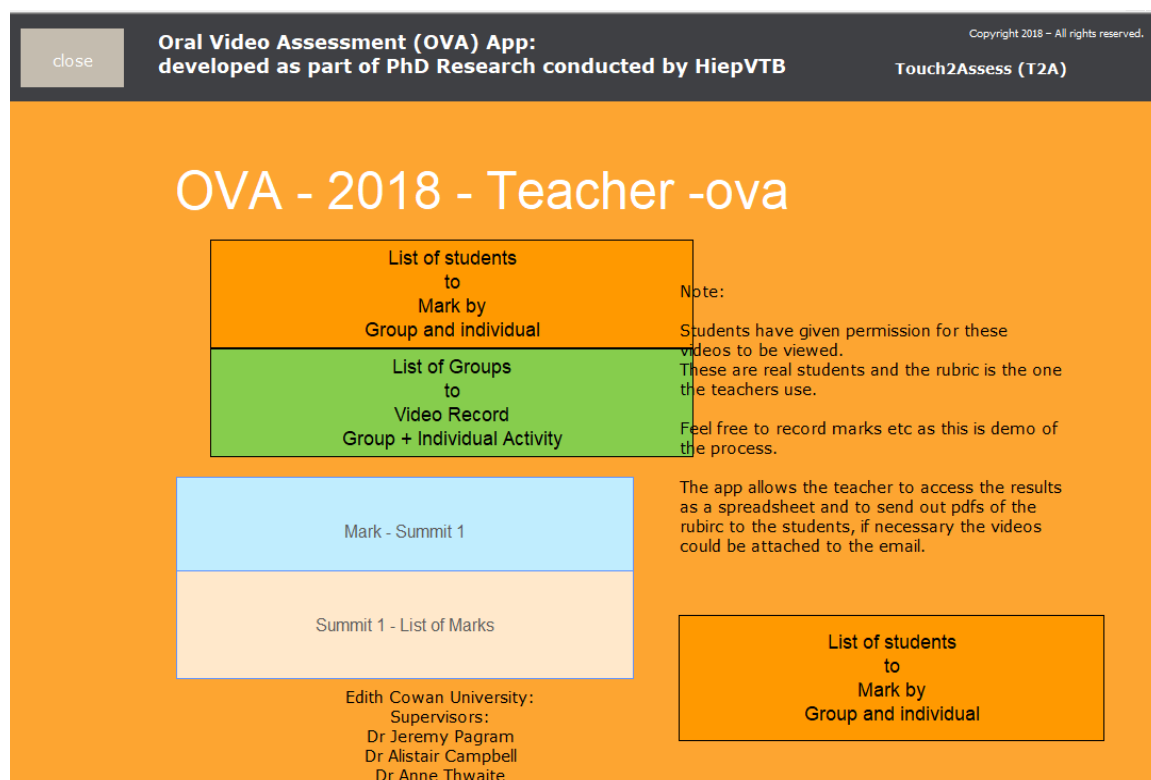 close
Oral Video Assessment (OVA) App:
developed as part of PhD Research conducted by HiepVTB
Copyright 2018 – All rights reserved.
Touch2Assess (T2A)
OVA - 2018 - Teacher -ova
List of students
to
Mark by
Group and individual
List of Groups
to
Video Record
Group + Individual Activity
Mark - Summit 1
Summit 1 - List of Marks
Edith Cowan University:
Supervisors:
Dr Jeremy Pagram
Dr Alistair Campbell
Dr Anne Thwaite
Note:
Students have given permission for these
videos to be viewed.
These are real students and the rubric is the one
the teachers use.
Feel free to record marks etc as this is demo of
the process.
The app allows the teacher to access the results
as a spreadsheet and to send out pdfs of the
rubirc to the students, if necessary the videos
could be attached to the email.
List of students
to
Mark by
Group and individual